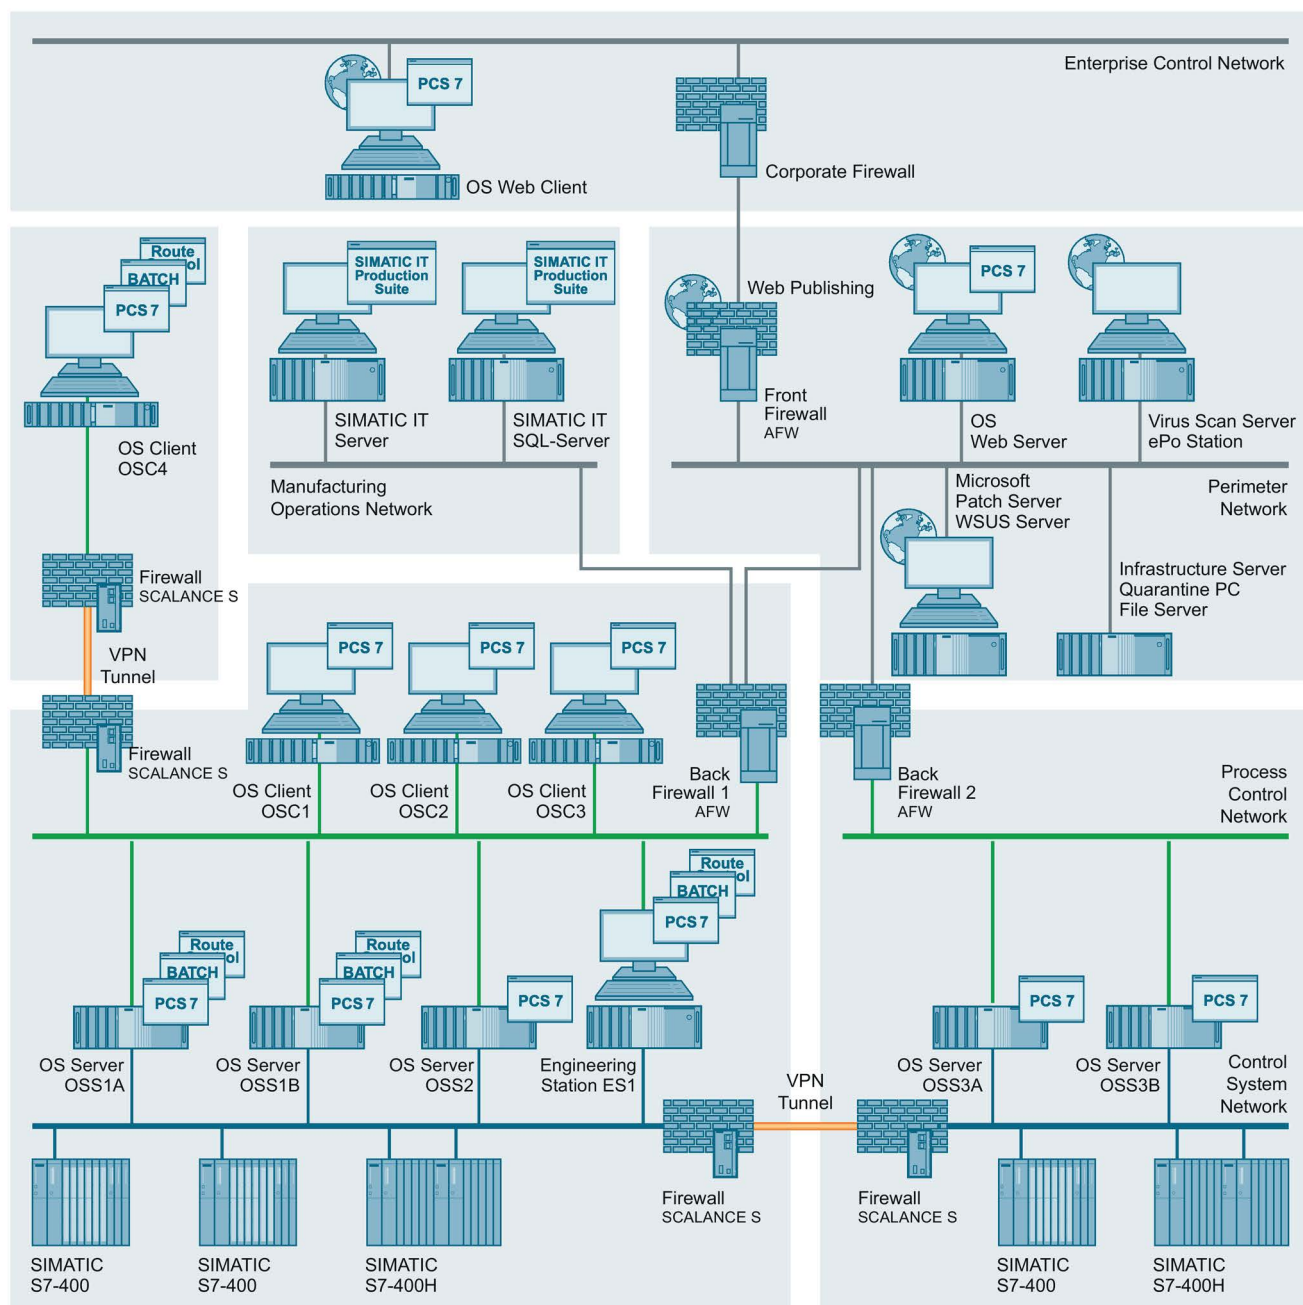 Enterprise Control Network
PCS 7
OS Web Client
Corporate Firewall
Route
BATCH
PCS 7
OS Client
OSC4
SIMATIC IT
Production
Suite
SIMATIC IT
Server
SIMATIC IT
Production
Suite
SIMATIC IT
SQL-Server
Manufacturing
Operations Network
Web Publishing
Front
Firewall
AFW
PCS 7
OS
Web Server
Virus Scan Server
ePo Station
Perimeter
Network
Microsoft
Patch Server
WSUS Server
Infrastructure Server
Quarantine PC
File Server
Firewall
SCALANCE S
VPN
Tunnel
Firewall
SCALANCE S
PCS 7
OS Client
OSC1
PCS 7
OS Client
OSC2
PCS 7
OS Client
OSC3
Back
Firewall 1
AFW
Back
Firewall 2
AFW
Process
Control
Network
Route
BATCH
PCS 7
OS Server
OSS1A
Route
BATCH
PCS 7
OS Server
OSS1B
PCS 7
OS Server
OSS2
Route
BATCH
PCS 7
Engineering
Station ES1
PCS 7
OS Server
OSS3A
PCS 7
OS Server
OSS3B
Control
System
Network
VPN
Tunnel
Firewall
SCALANCE S
Firewall
SCALANCE S
SIMATIC
S7-400
SIMATIC
S7-400
SIMATIC
S7-400H
SIMATIC
S7-400
SIMATIC
S7-400H